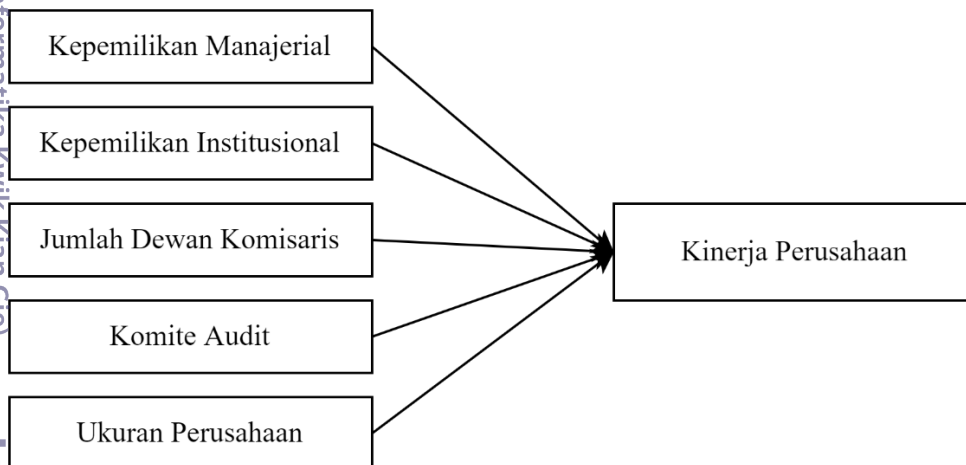 Kepemilikan Manajerial
Kepemilikan Institusional
Jumlah Dewan Komisaris
Komite Audit
Ukuran Perusahaan
Kinerja Perusahaan